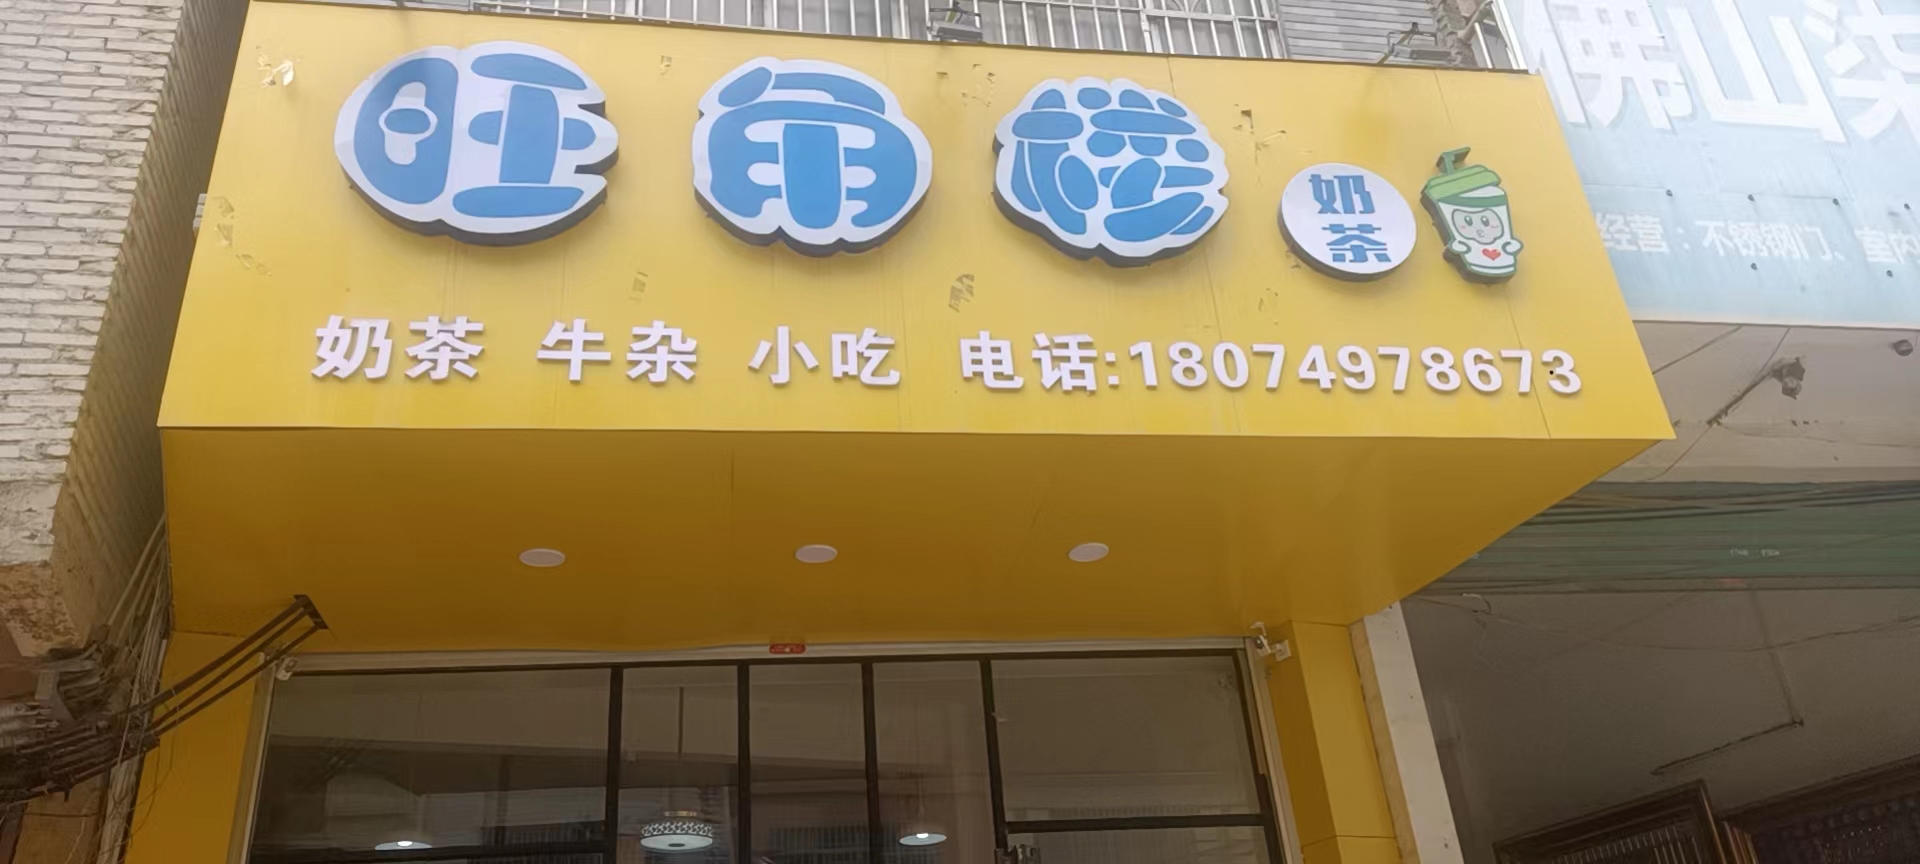 旺角楼
奶茶
奶茶 牛杂 小吃 电话:18074978673
佛山
经营:不锈钢门、室内